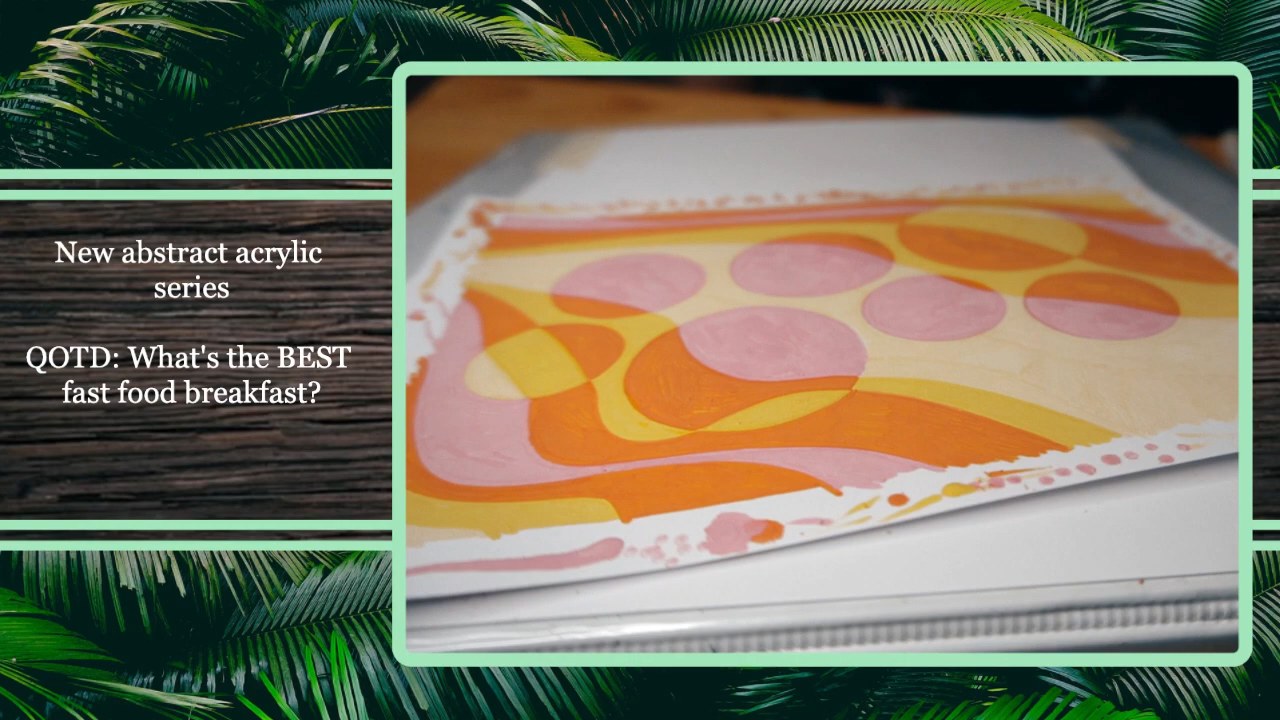 New abstract acrylic
series
QOTD: What's the BEST
fast food breakfast?